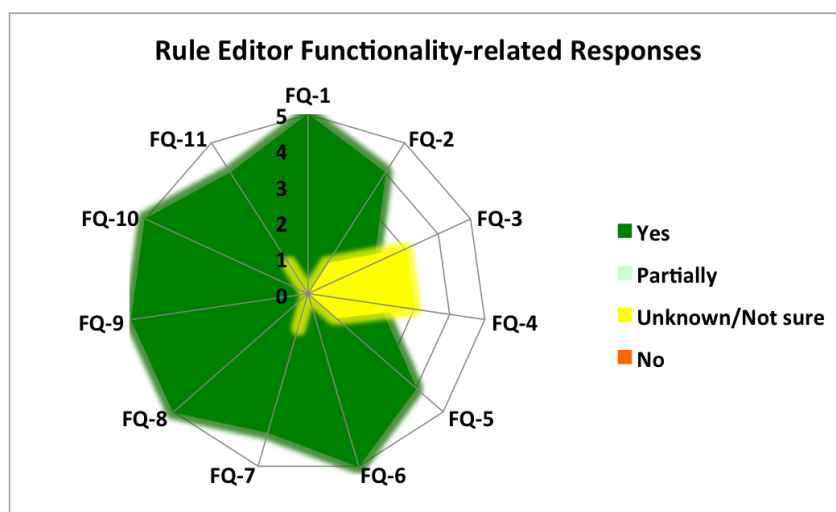 Rule Editor Functionality-related Responses
FQ-1
FQ-2
FQ-3
FQ-4
FQ-5
FQ-6
FQ-7
FQ-8
FQ-9
FQ-10
FQ-11
5
4
3
2
1
0
Yes
Partially
Unknown/Not sure
No